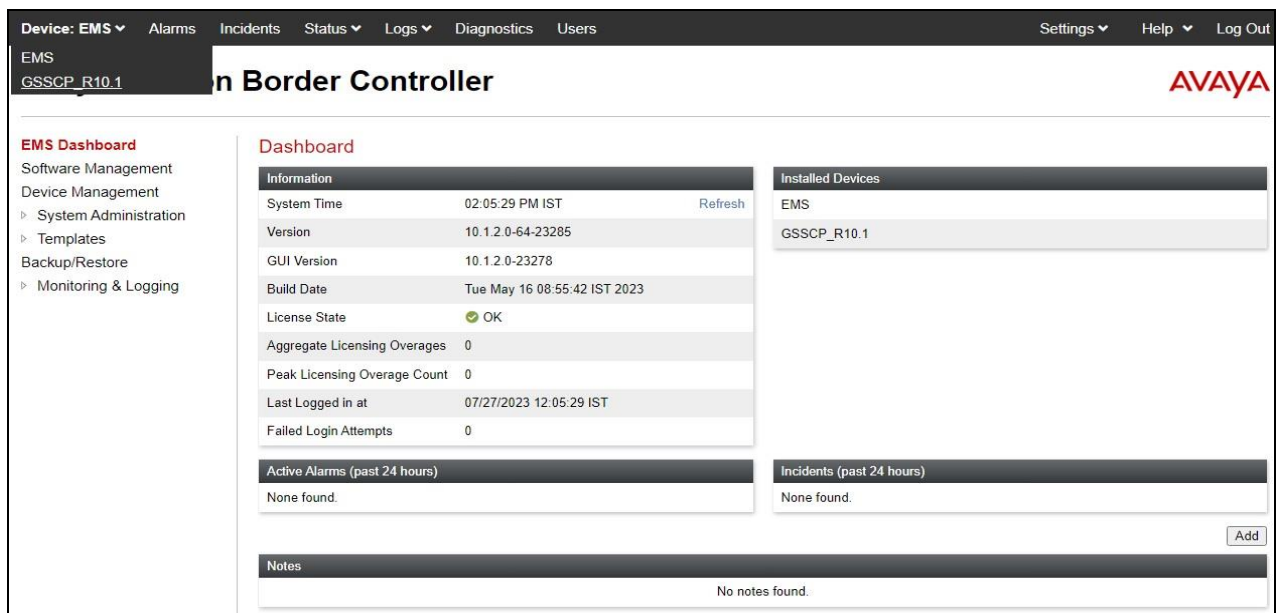 Device: EMS Alarms Incidents Status Logs Diagnostics Users Settings Help Log Out
EMS
GSSCP_R10.1
n Border Controller
AVAYA
EMS Dashboard
Software Management
Device Management
System Administration
Templates
Backup/Restore
Monitoring & Logging
Dashboard
Information
System Time 02:05:29 PM IST Refresh
Version 10.1.2.0-64-23285
GUI Version 10.1.2.0-23278
Build Date Tue May 16 08:55:42 IST 2023
License State OK
Aggregate Licensing Overages 0
Peak Licensing Overage Count 0
Last Logged in at 07/27/2023 12:05:29 IST
Failed Login Attempts 0
Installed Devices
EMS
GSSCP_R10.1
Active Alarms (past 24 hours)
None found.
Incidents (past 24 hours)
None found.
Add
Notes
No notes found.